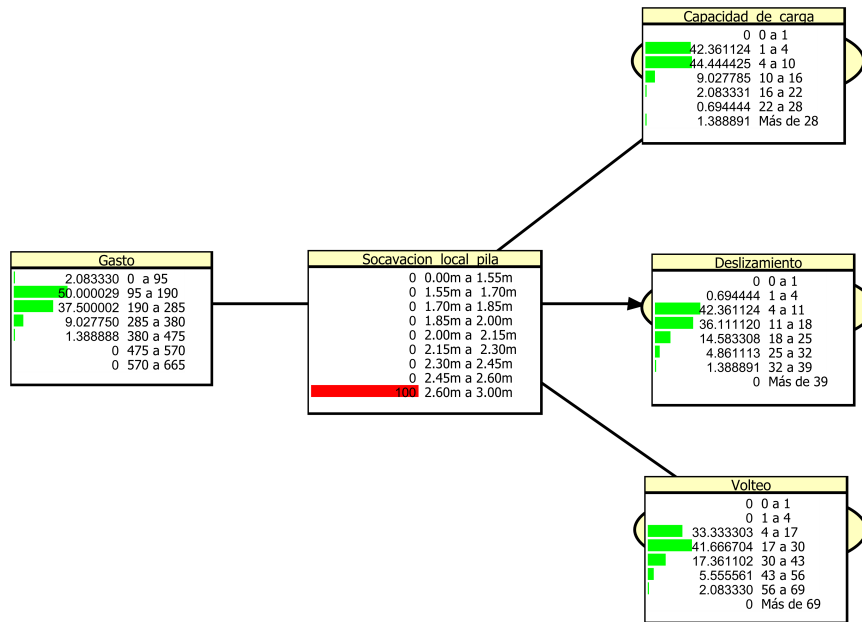 Capacidad de carga
0 0 a 1
42.361124 1 a 4
44.444425 4 a 10
9.027785 10 a 16
2.083331 16 a 22
0.694444 22 a 28
1.388891 Más de 28
Gasto
2.083330 0 a 95
50.000029 95 a 190
37.500002 190 a 285
9.027750 285 a 380
1.388888 380 a 475
0 475 a 570
0 570 a 665
Socavacion local pila
0 0.00m a 1.55m
0 1.55m a 1.70m
0 1.70m a 1.85m
0 1.85m a 2.00m
0 2.00m a 2.15m
0 2.15m a 2.30m
0 2.30m a 2.45m
0 2.45m a 2.60m
100 2.60m a 3.00m
Deslizamiento
0 0 a 1
0.694444 1 a 4
42.361124 4 a 11
36.111120 11 a 18
14.583308 18 a 25
4.861113 25 a 32
1.388891 32 a 39
0 Más de 39
Volteo
0 0 a 1
0 1 a 4
33.333303 4 a 17
41.666704 17 a 30
17.361102 30 a 43
5.555561 43 a 56
2.083330 56 a 69
0 Más de 69